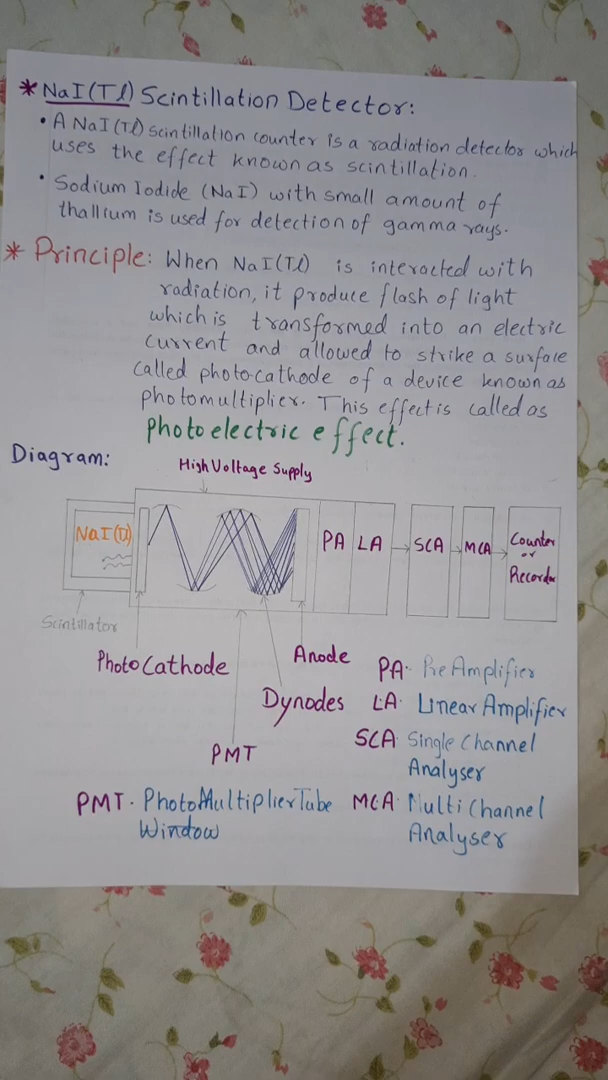 * NaI(Tl) Scintillation Detector:
• A NaI(Tl) scintillation counter is a radiation detector which
uses the effect known as scintillation.
• Sodium Iodide (NaI) with small amount of
thallium is used for detection of gamma rays.
* Principle: When NaI(Tl) is interacted with
radiation, it produce flash of light
which is transformed into an electric
current and allowed to strike a surface
called photocathode of a device known as
photomultiplier. This effect is called as
photoelectric effect.
Diagram:
High Voltage Supply
NaI(Tl)
PA LA SCA MCA Counter
or
Recorder
Scintillator
Photo Cathode
Anode
Dynodes
PMT
PA. Pre Amplifier
LA. Linear Amplifier
SCA. Single Channel
Analyser
PMT. PhotoMultiplierTube
Window
MCA. Multi Channel
Analyser